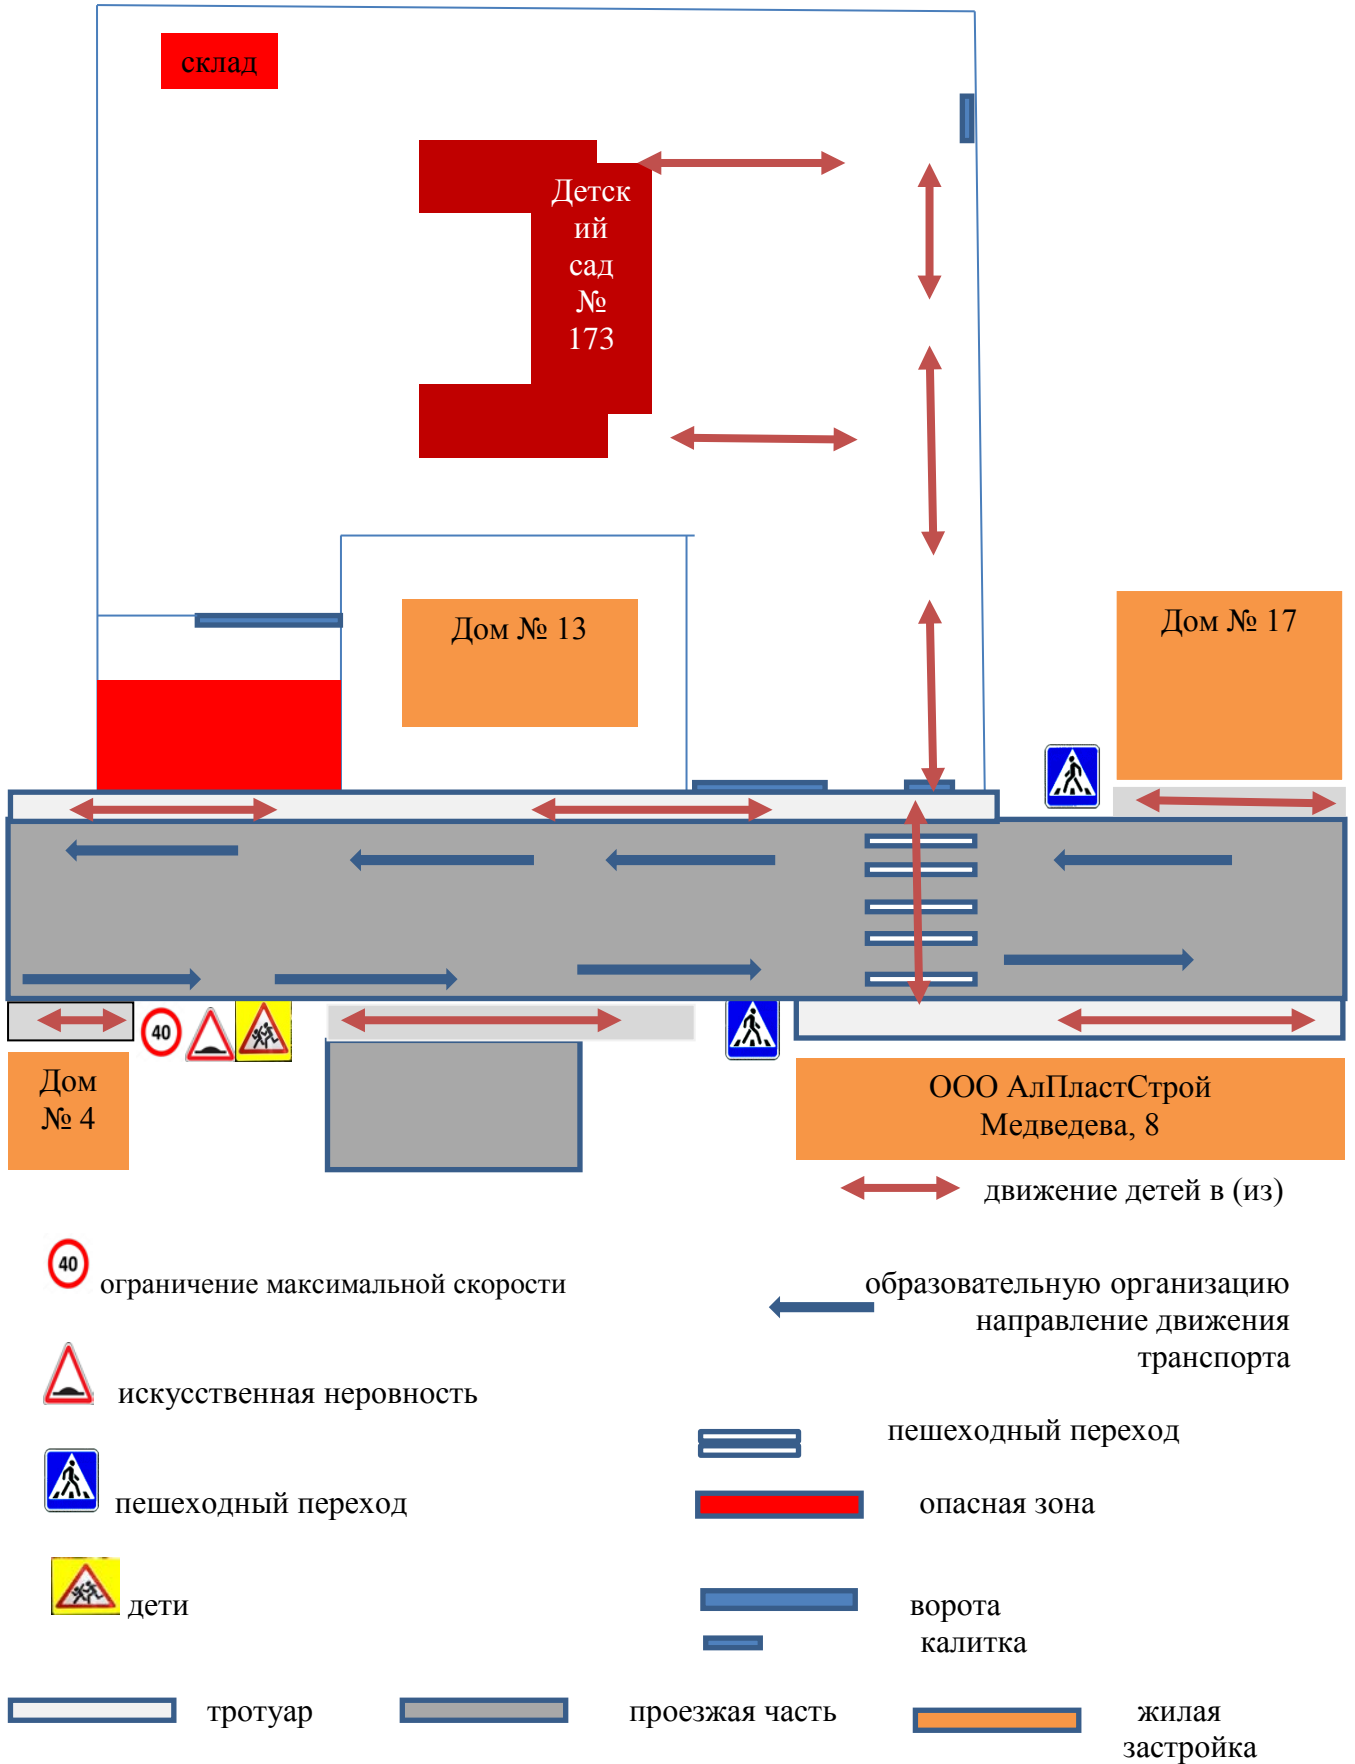 склад
Детск
ий
сад
№
173
Дом № 13
Дом № 17
40
Дом
№ 4
ООО АлПластСтрой
Медведева, 8
движение детей в (из)
40
ограничение максимальной скорости
образовательную организацию
направление движения
транспорта
искусственная неровность
пешеходный переход
пешеходный переход
опасная зона
дети
ворота
калитка
тротуар
проезжая часть
жилая
застройка